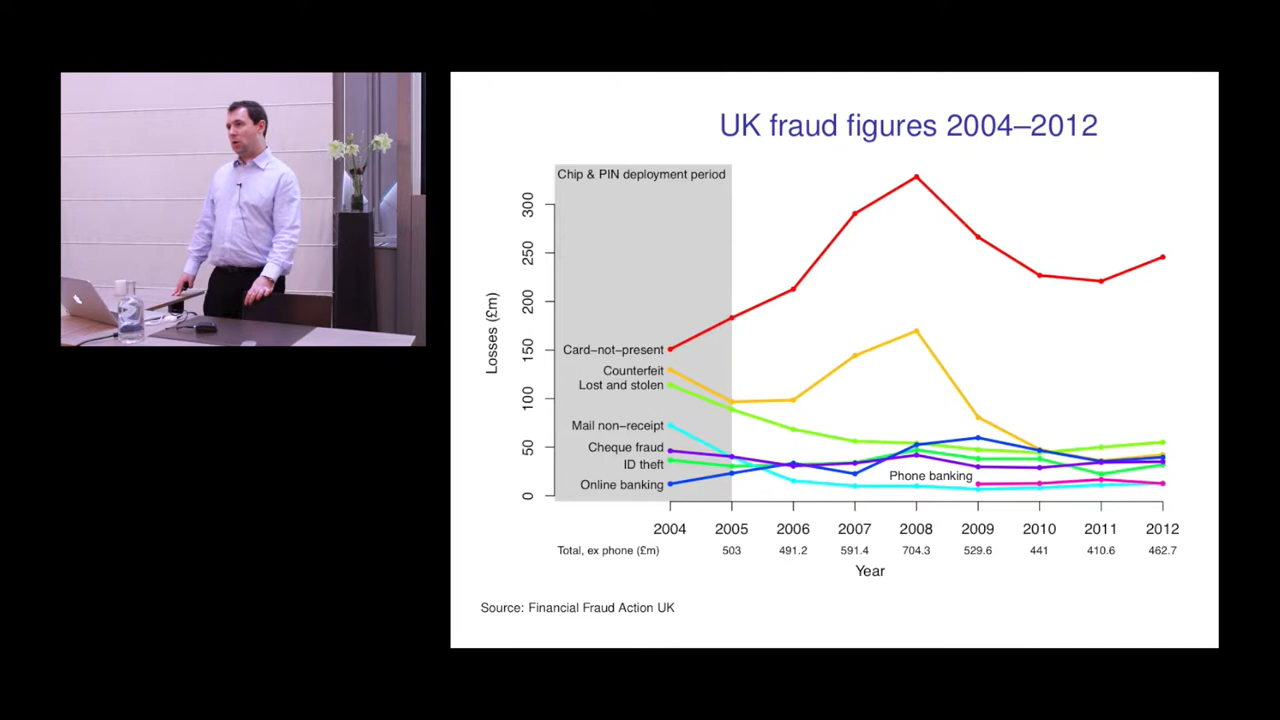 UK fraud figures 2004–2012
Chip & PIN deployment period
Losses (£m)
300
250
200
150
100
50
0
Card–not–present
Counterfeit
Lost and stolen
Mail non–receipt
Cheque fraud
ID theft
Online banking
Phone banking
2004 2005 2006 2007 2008 2009 2010 2011 2012
Total, ex phone (£m) 503 491.2 591.4 704.3 529.6 441 410.6 462.7
Year
Source: Financial Fraud Action UK